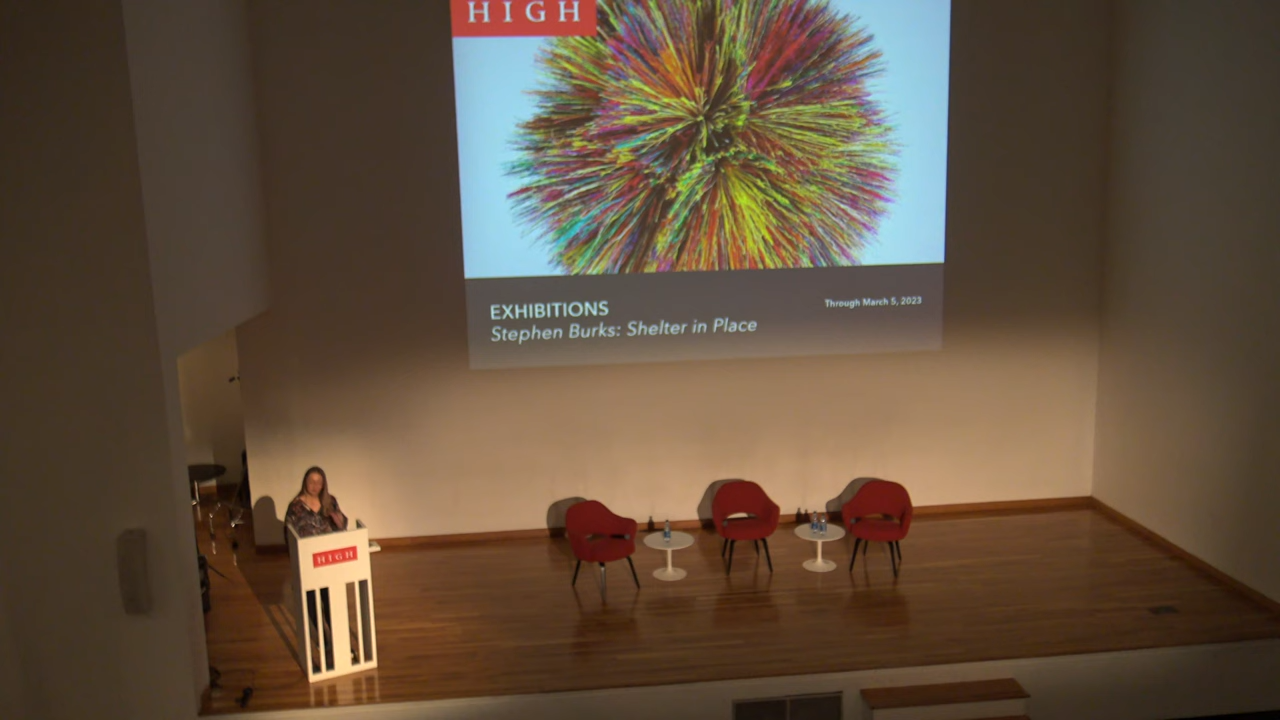 HIGH
EXHIBITIONS
Through March 5, 2023
Stephen Burks: Shelter in Place
HIGH